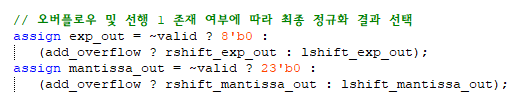 // 오버플로우 및 선행 1 존재 여부에 따라 최종 정규화 결과 선택
assign exp_out = ~valid ? 8'b0 :
(add_overflow ? rshift_exp_out : lshift_exp_out);
assign mantissa_out = ~valid ? 23'b0 :
(add_overflow ? rshift_mantissa_out : lshift_mantissa_out);